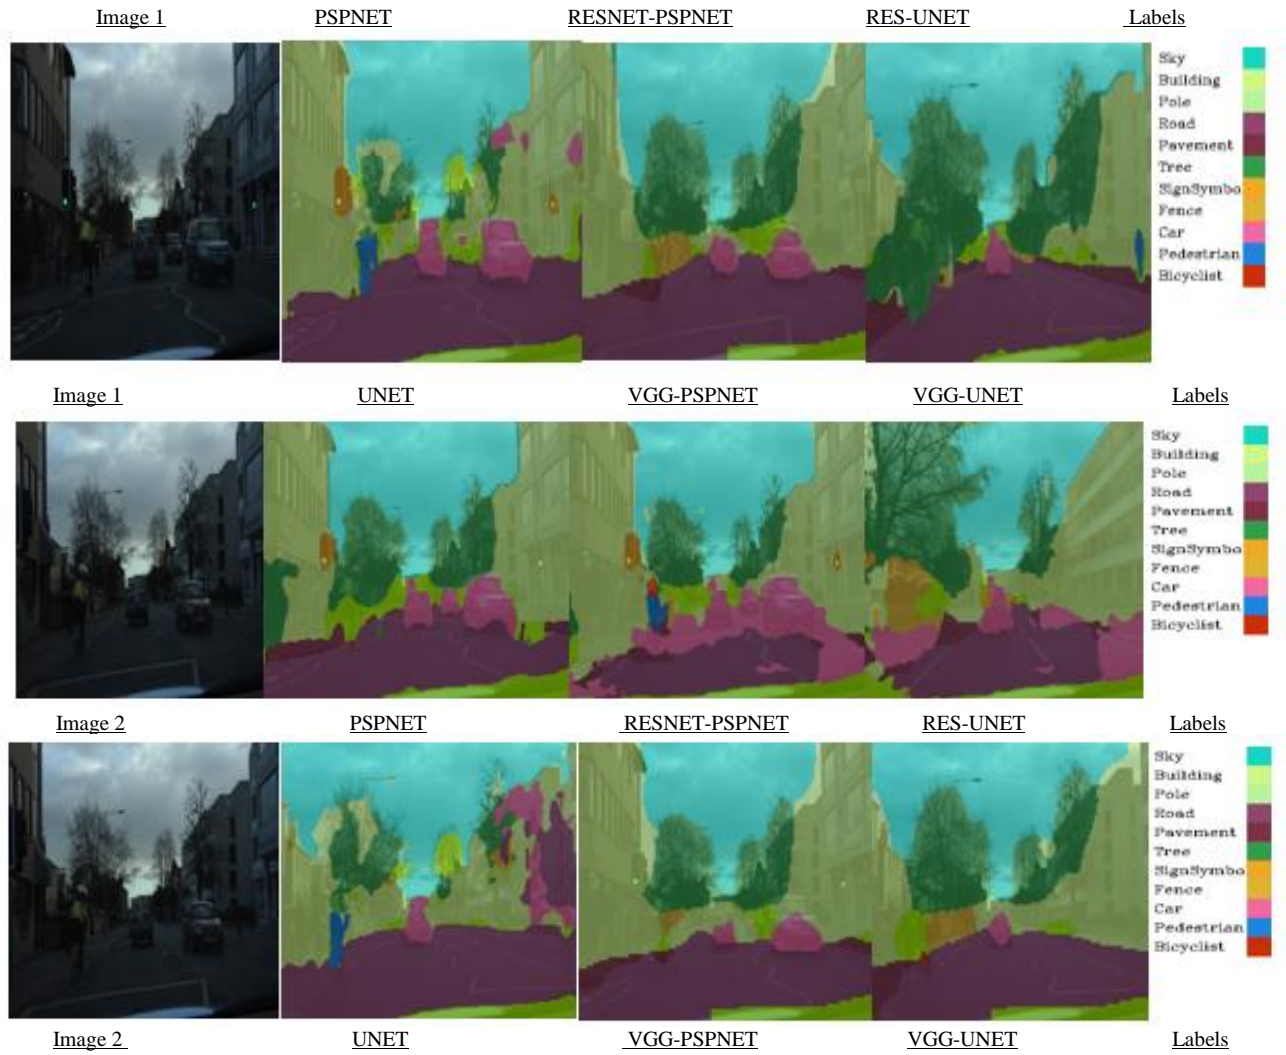 Image 1 PSPNET RESNET-PSPNET RES-UNET Labels
Sky
Building
Pole
Road
Pavement
Tree
SignSymbo
Fence
Car
Pedestrian
Bicyclist
Image 1 UNET VGG-PSPNET VGG-UNET Labels
Sky
Building
Pole
Road
Pavement
Tree
SignSymbo
Fence
Car
Pedestrian
Bicyclist
Image 2 PSPNET RESNET-PSPNET RES-UNET Labels
Sky
Building
Pole
Road
Pavement
Tree
SignSymbo
Fence
Car
Pedestrian
Bicyclist
Image 2 UNET VGG-PSPNET VGG-UNET Labels